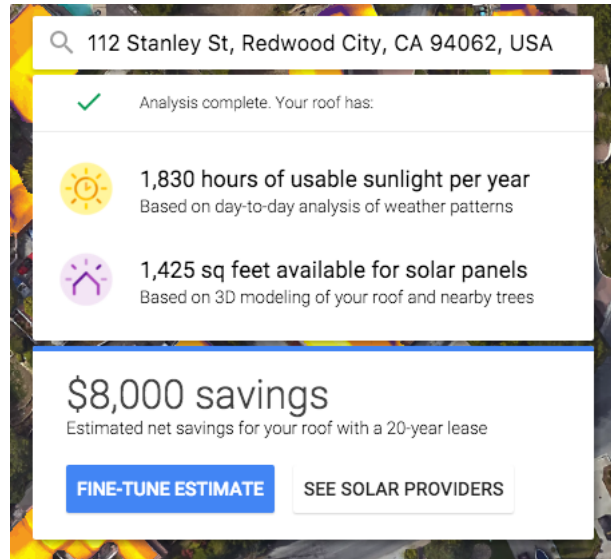 112 Stanley St, Redwood City, CA 94062, USA
Analysis complete. Your roof has:
1,830 hours of usable sunlight per year
Based on day-to-day analysis of weather patterns
1,425 sq feet available for solar panels
Based on 3D modeling of your roof and nearby trees
$8,000 savings
Estimated net savings for your roof with a 20-year lease
FINE-TUNE ESTIMATE SEE SOLAR PROVIDERS